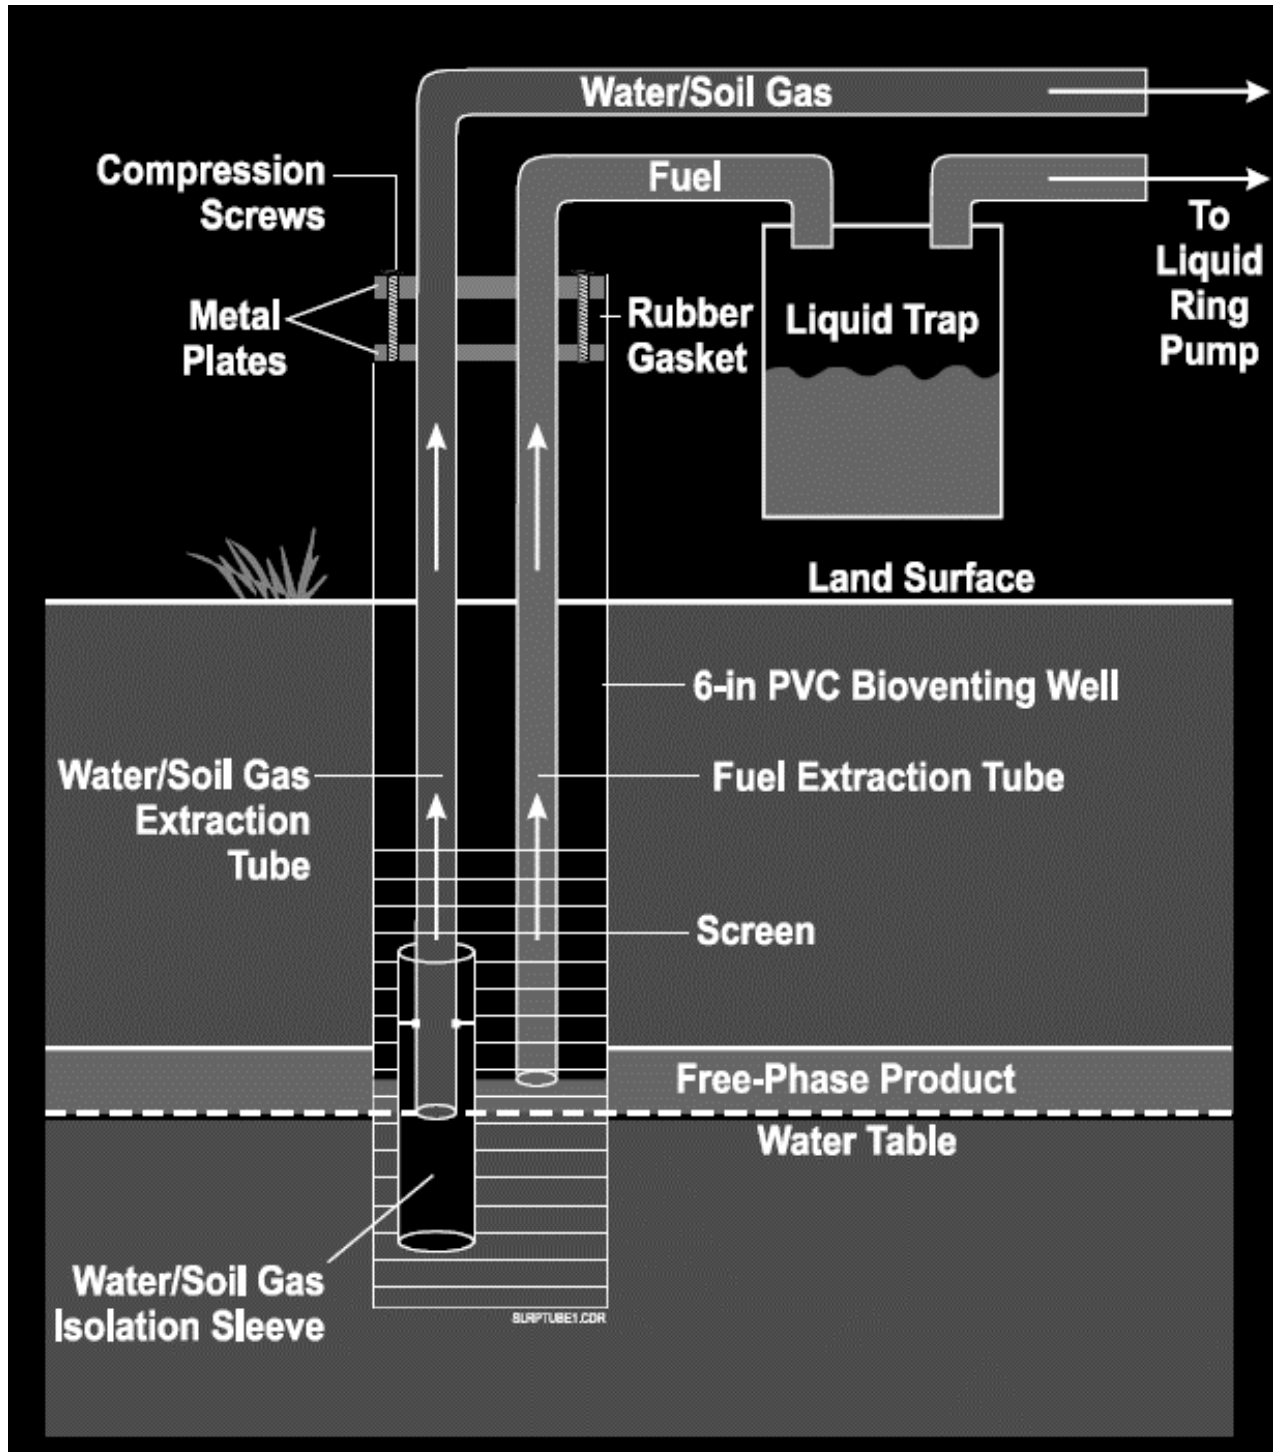 Water/Soil Gas
Compression
Screws
Fuel
To
Liquid
Ring
Pump
Metal
Plates
Rubber
Gasket
Liquid Trap
Land Surface
6-in PVC Bioventing Well
Water/Soil Gas
Extraction
Tube
Fuel Extraction Tube
Screen
Free-Phase Product
Water Table
Water/Soil Gas
Isolation Sleeve
SLRPTUBE1.CDR